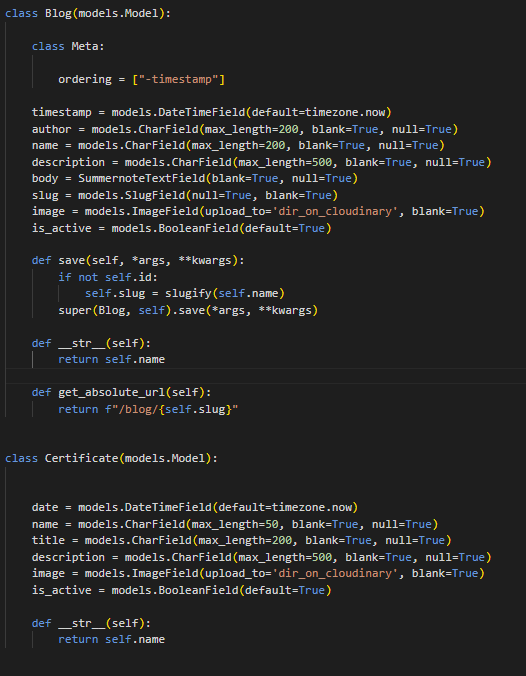 class Blog(models.Model):
class Meta:
ordering = ["-timestamp"]
timestamp = models.DateTimeField(default=timezone.now)
author = models.CharField(max_length=200, blank=True, null=True)
name = models.CharField(max_length=200, blank=True, null=True)
description = models.CharField(max_length=500, blank=True, null=True)
body = SummernoteTextField(blank=True, null=True)
slug = models.SlugField(null=True, blank=True)
image = models.ImageField(upload_to='dir_on_cloudinary', blank=True)
is_active = models.BooleanField(default=True)
def save(self, *args, **kwargs):
if not self.id:
self.slug = slugify(self.name)
super(Blog, self).save(*args, **kwargs)
def __str__(self):
return self.name
def get_absolute_url(self):
return f"/blog/{self.slug}"
class Certificate(models.Model):
date = models.DateTimeField(default=timezone.now)
name = models.CharField(max_length=50, blank=True, null=True)
title = models.CharField(max_length=200, blank=True, null=True)
description = models.CharField(max_length=500, blank=True, null=True)
image = models.ImageField(upload_to='dir_on_cloudinary', blank=True)
is_active = models.BooleanField(default=True)
def __str__(self):
return self.name